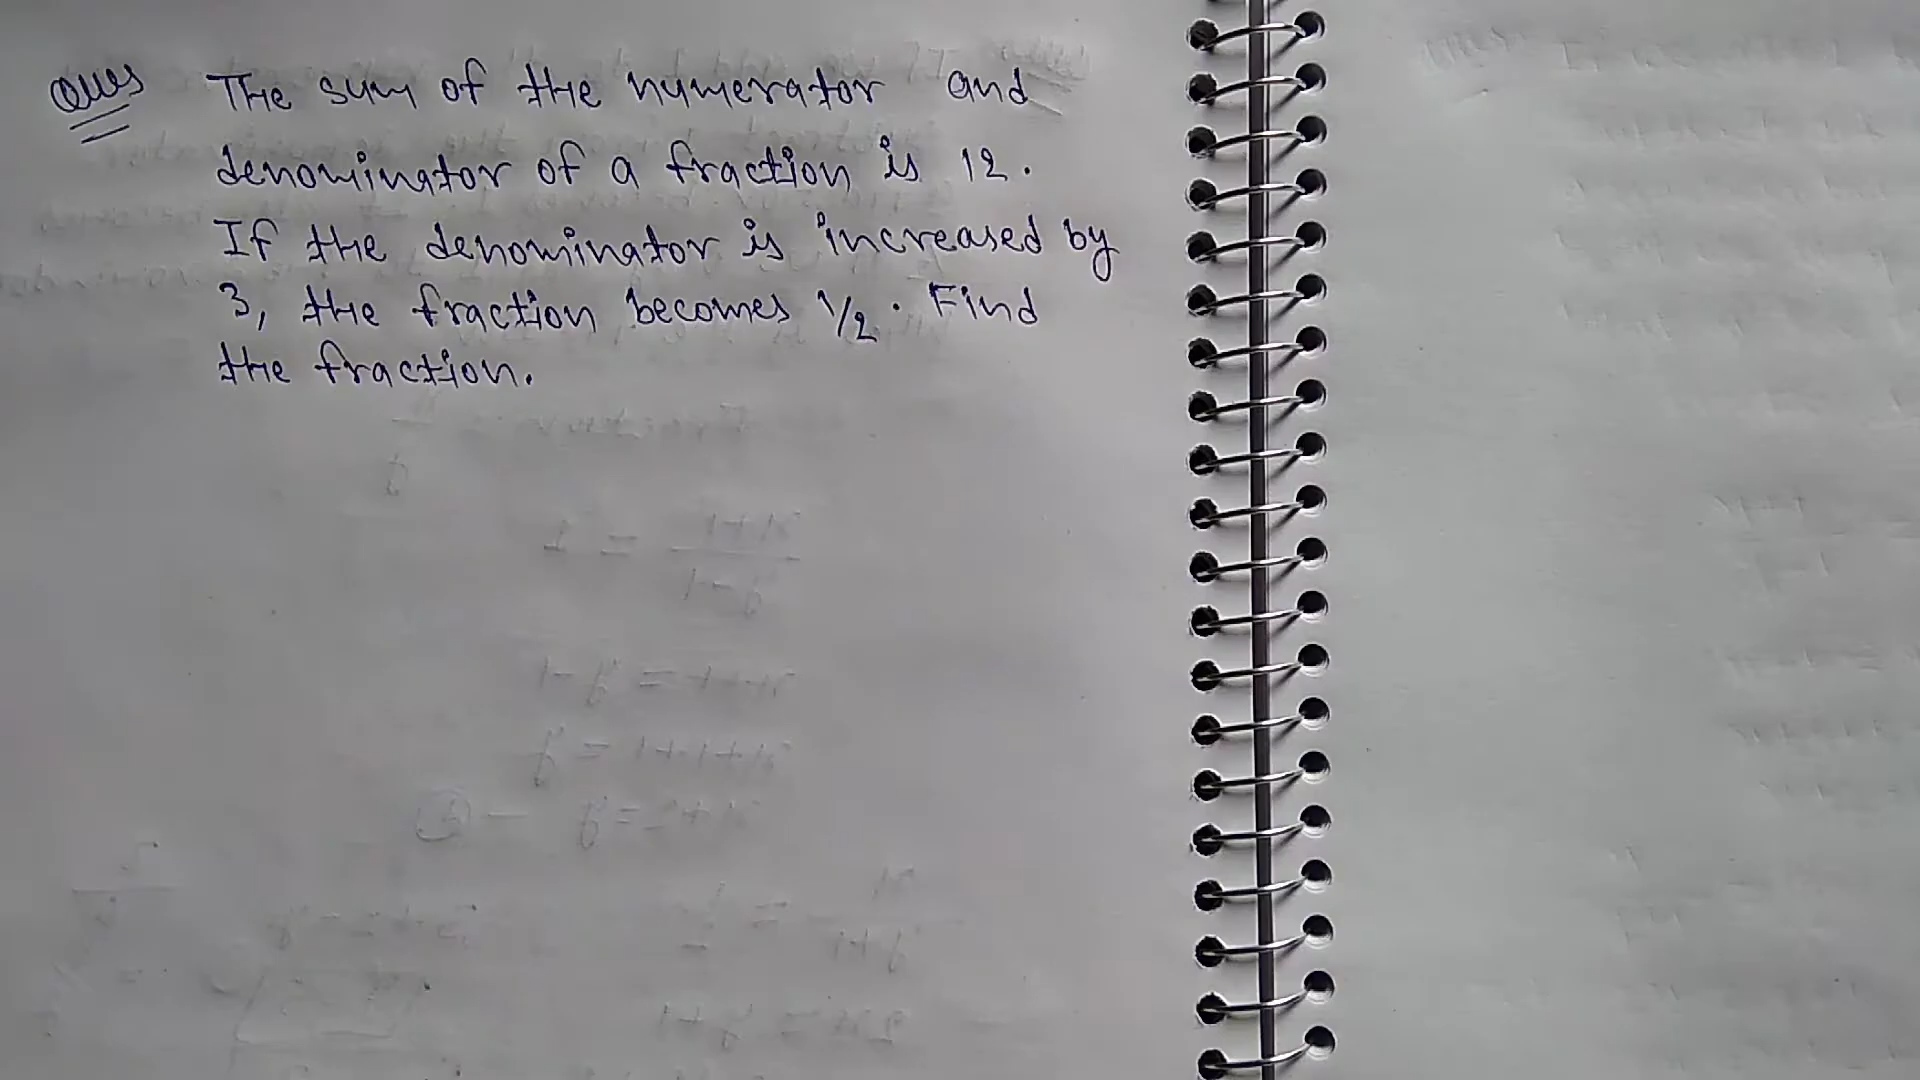 Ques The sum of the numerator and
denominator of a fraction is 12.
If the denominator is increased by
3, the fraction becomes 1/2. Find
the fraction.